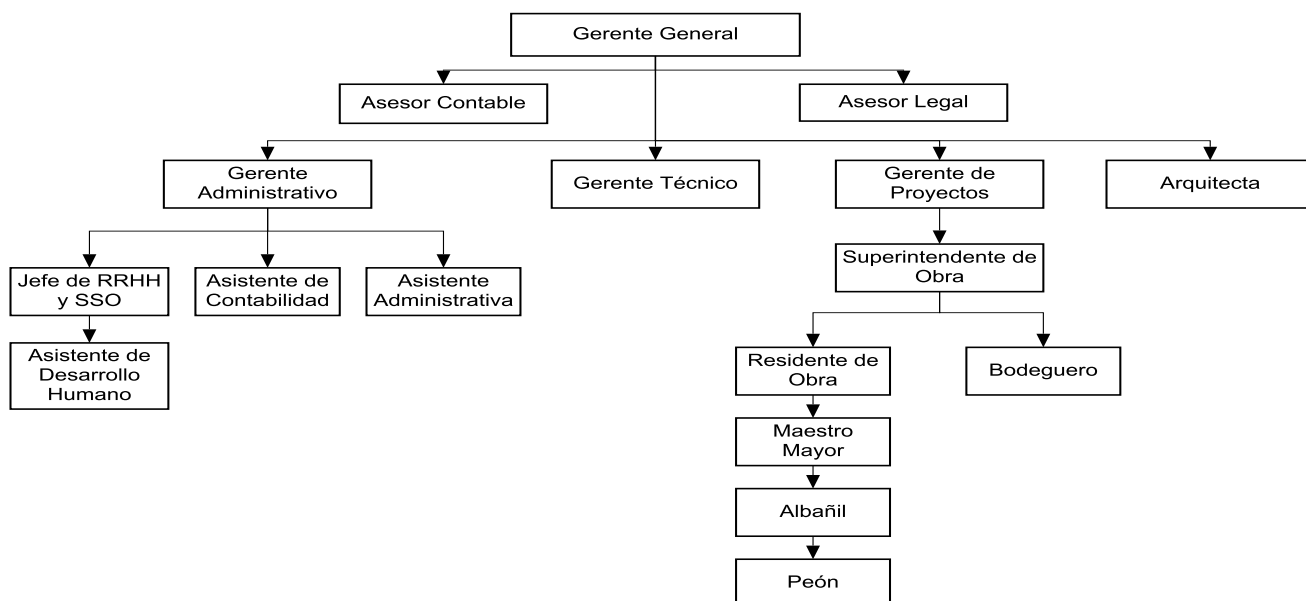 Gerente General
Asesor Contable
Asesor Legal
Gerente
Administrativo
Gerente Técnico
Gerente de
Proyectos
Arquitecta
Jefe de RRHH
y SSO
Asistente de
Contabilidad
Asistente
Administrativa
Superintendente de
Obra
Asistente de
Desarrollo
Humano
Residente de
Obra
Bodeguero
Maestro
Mayor
Albañil
Peón